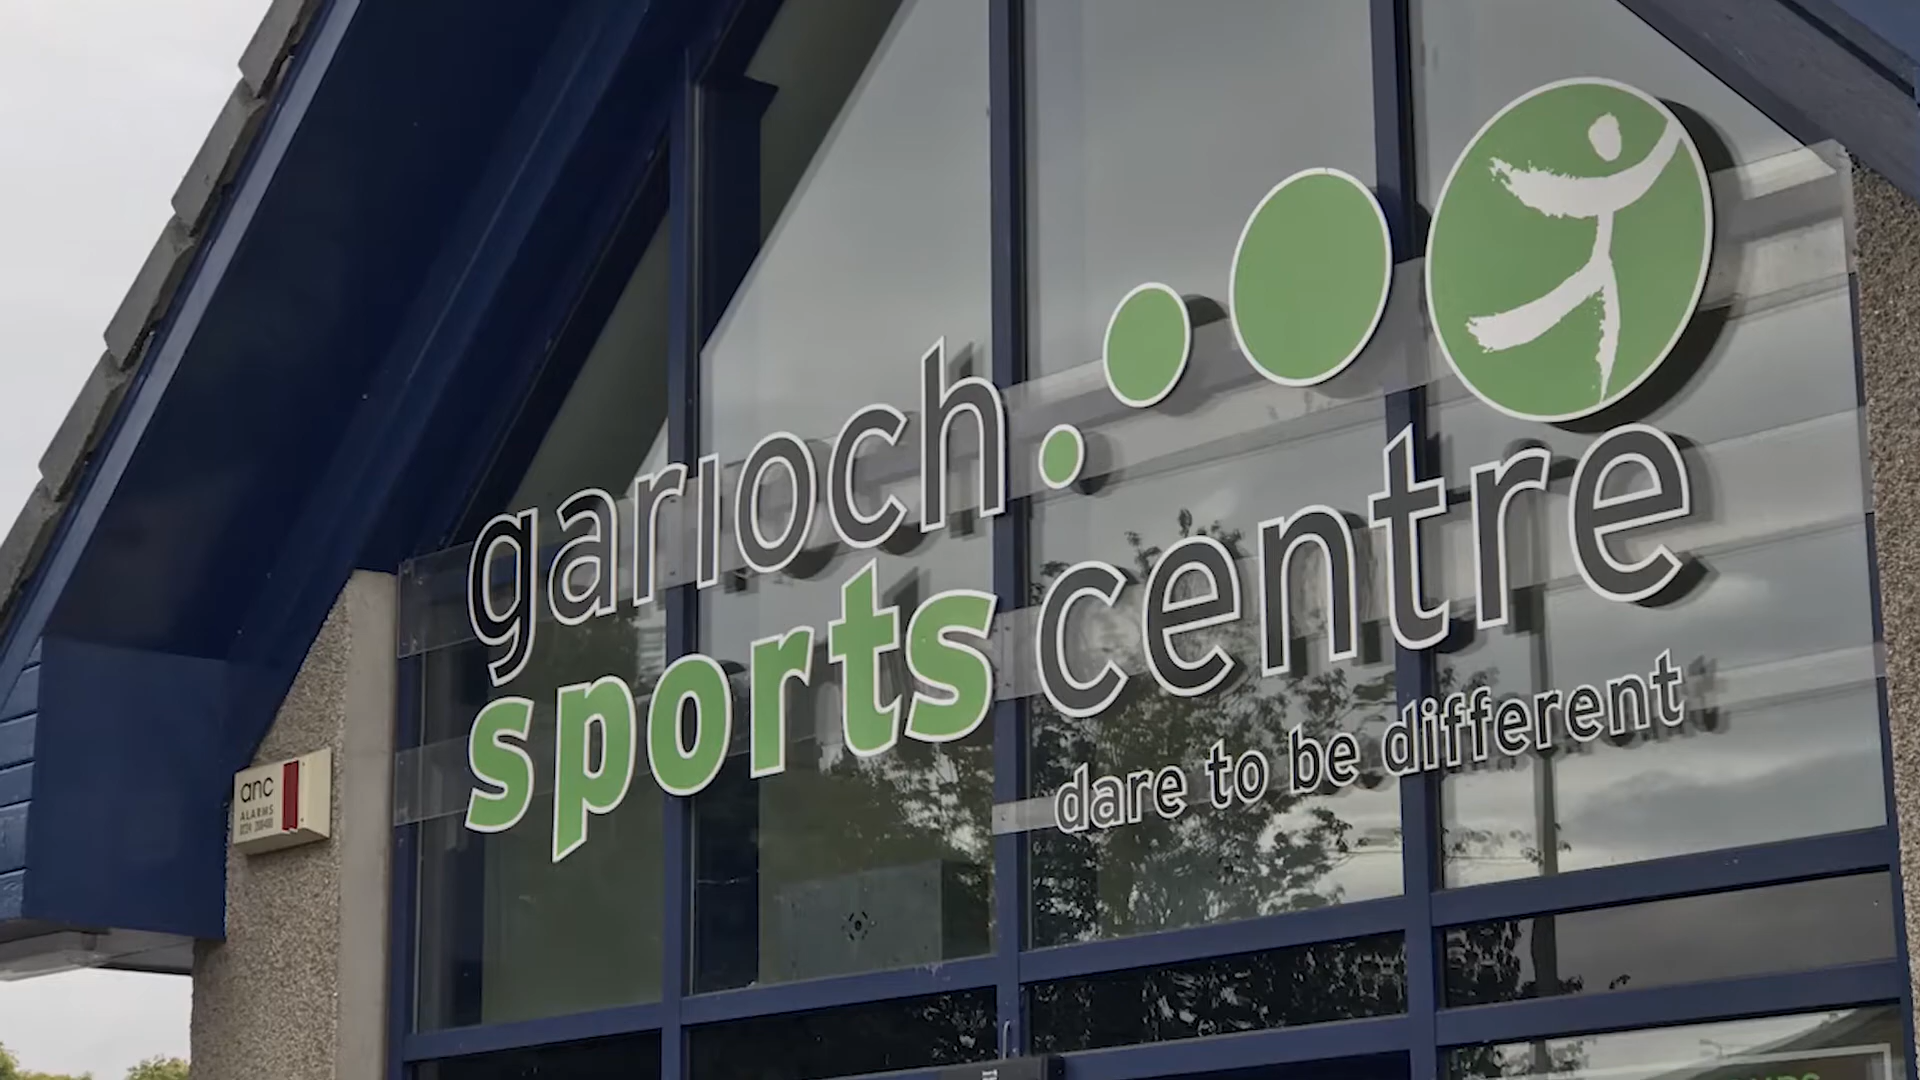 garioch
sports centre
dare to be different
anc
ALARMS